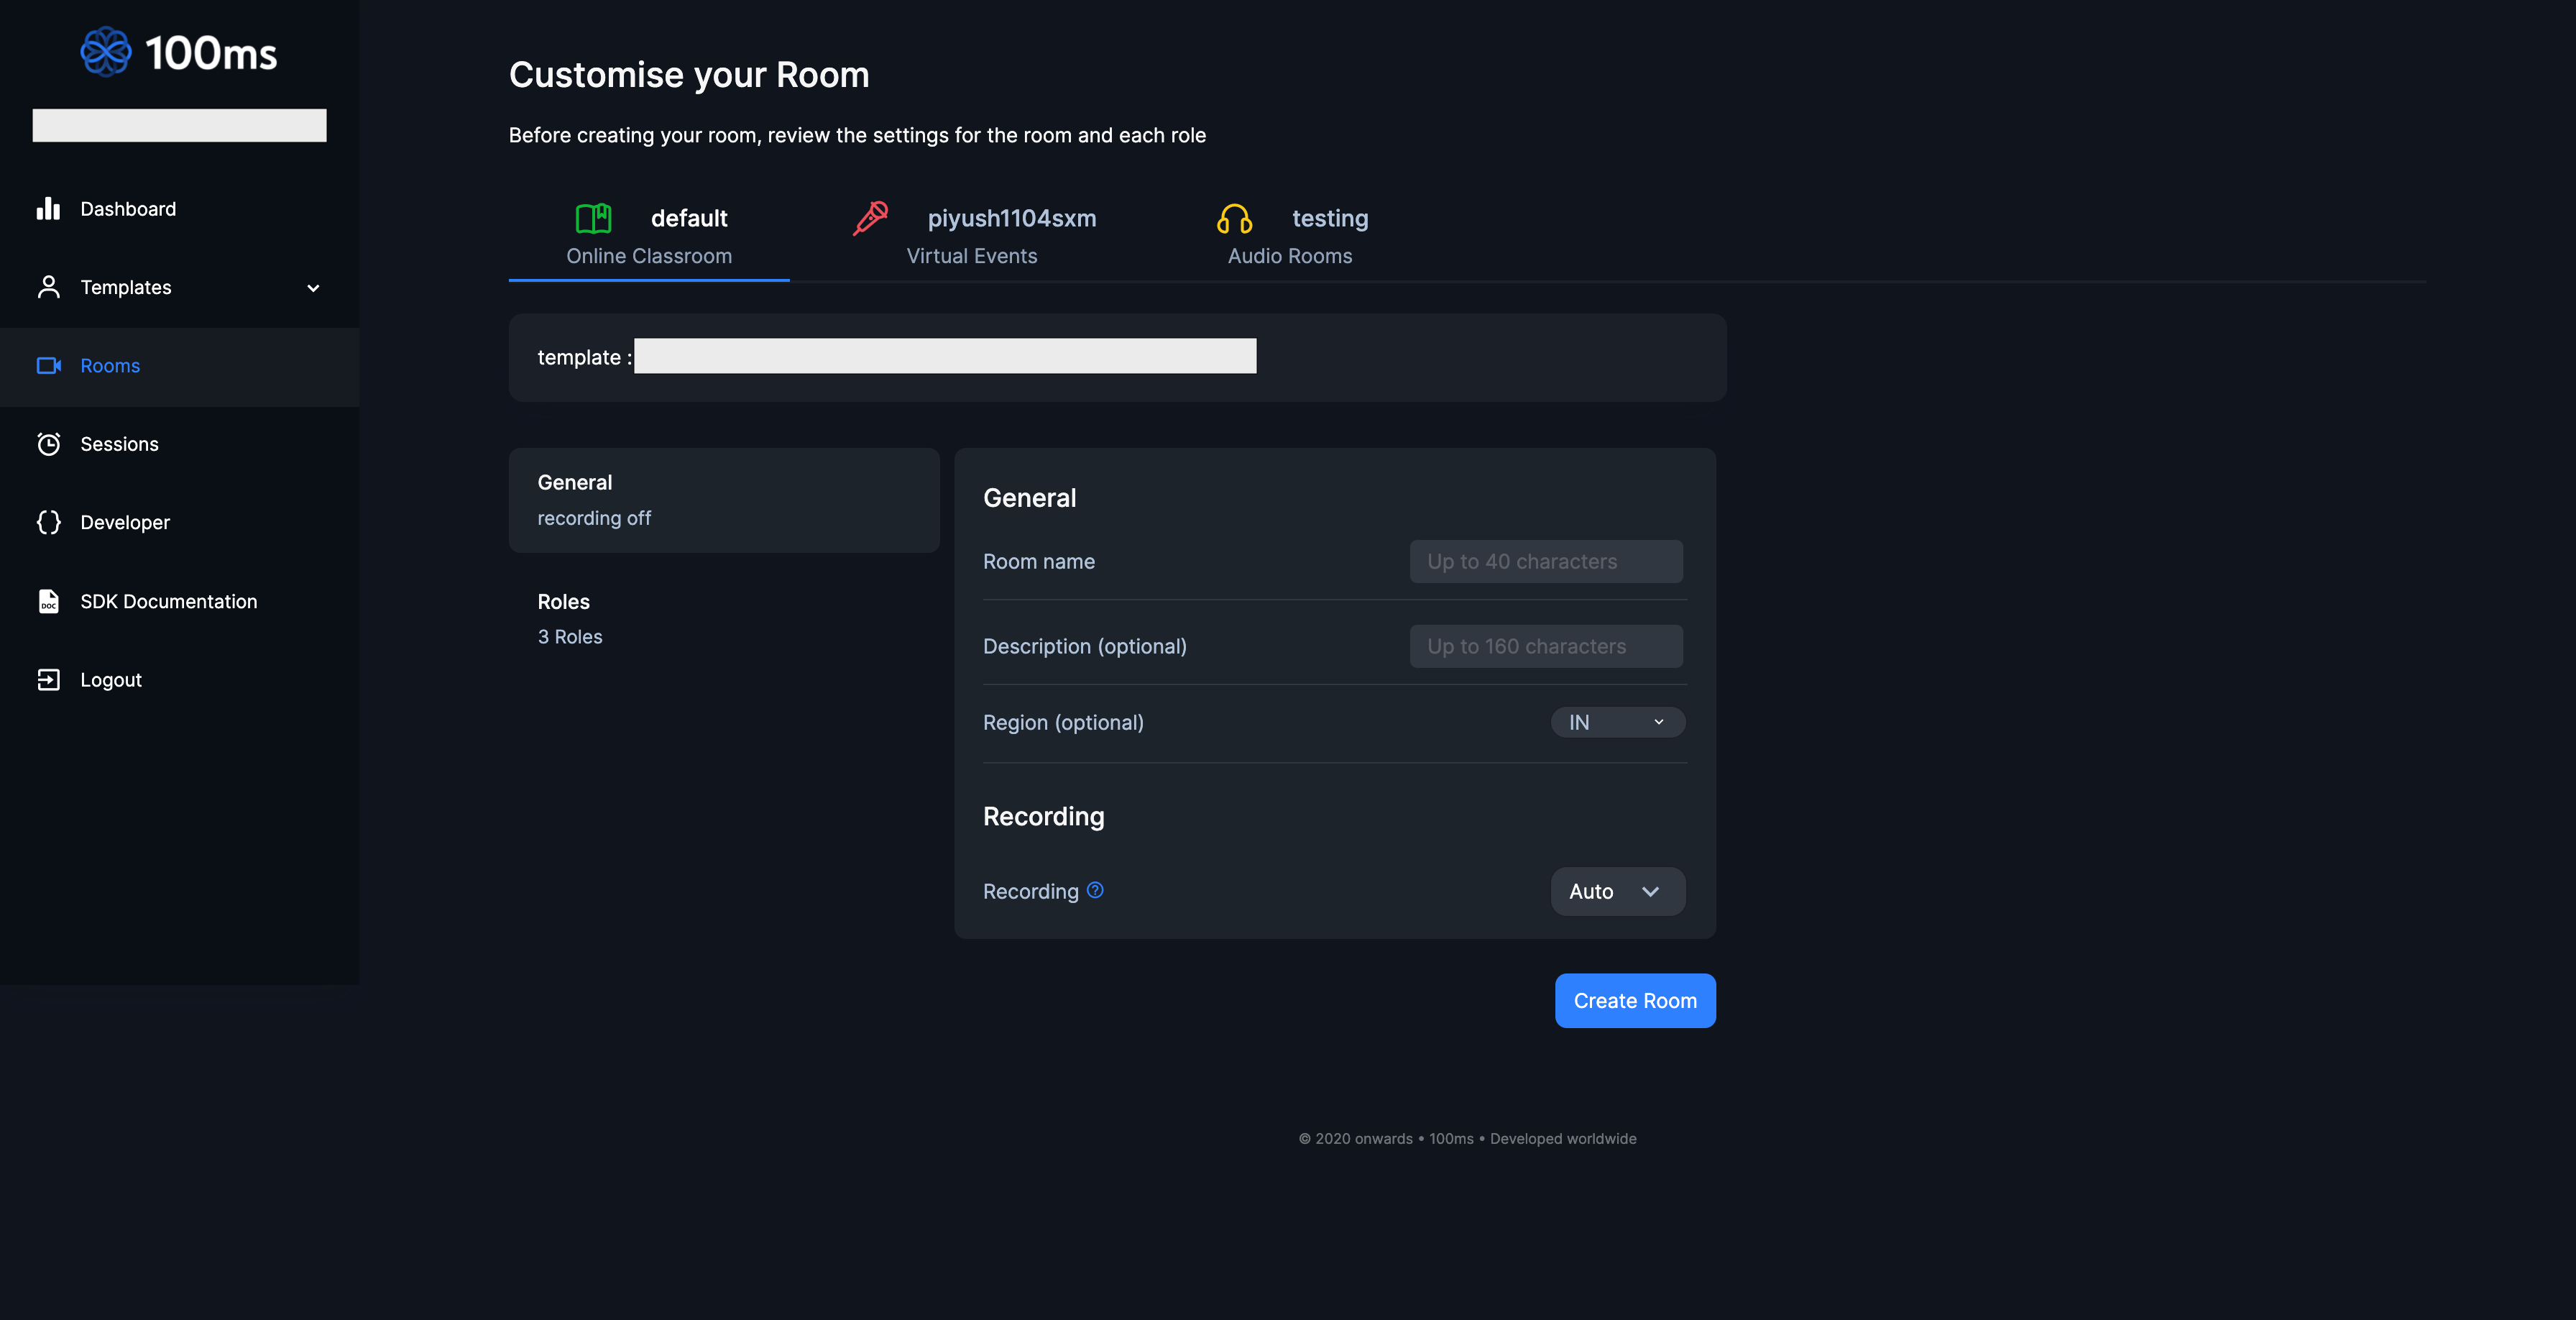 100ms
Dashboard
Templates
Rooms
Sessions
Developer
DOC
SDK Documentation
Logout
Customise your Room
Before creating your room, review the settings for the room and each role
default
Online Classroom
piyush1104sxm
Virtual Events
testing
Audio Rooms
template :
General
recording off
Roles
3 Roles
General
Room name
Up to 40 characters
Description (optional)
Up to 160 characters
Region (optional)
IN
Recording
Recording ?
Auto
Create Room
© 2020 onwards • 100ms • Developed worldwide